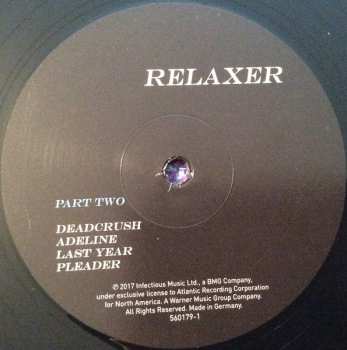 RELAXER
PART TWO
DEADCRUSH
ADELINE
LAST YEAR
PLEADER
℗ 2017 Infectious Music Ltd., a BMG Company,
under exclusive license to Atlantic Recording Corporation
for North America. A Warner Music Group Company.
All Rights Reserved. Made in Germany.
560179-1